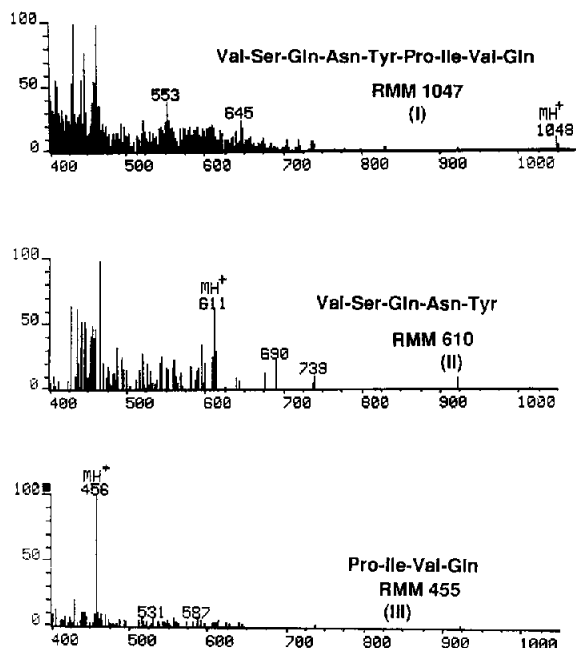 100
Val-Ser-Gln-Asn-Tyr-Pro-Ile-Val-Gln
50
553
RMM 1047
645
(I)
MH+
1048
0
400 500 600 700 800 900 1000
100
MH+
611
Val-Ser-Gln-Asn-Tyr
50
RMM 610
690
(II)
739
0
400 500 600 700 800 900 1000
MH+
456
100
50
Pro-Ile-Val-Gln
RMM 455
531 587
(III)
0
400 500 600 700 800 900 1000